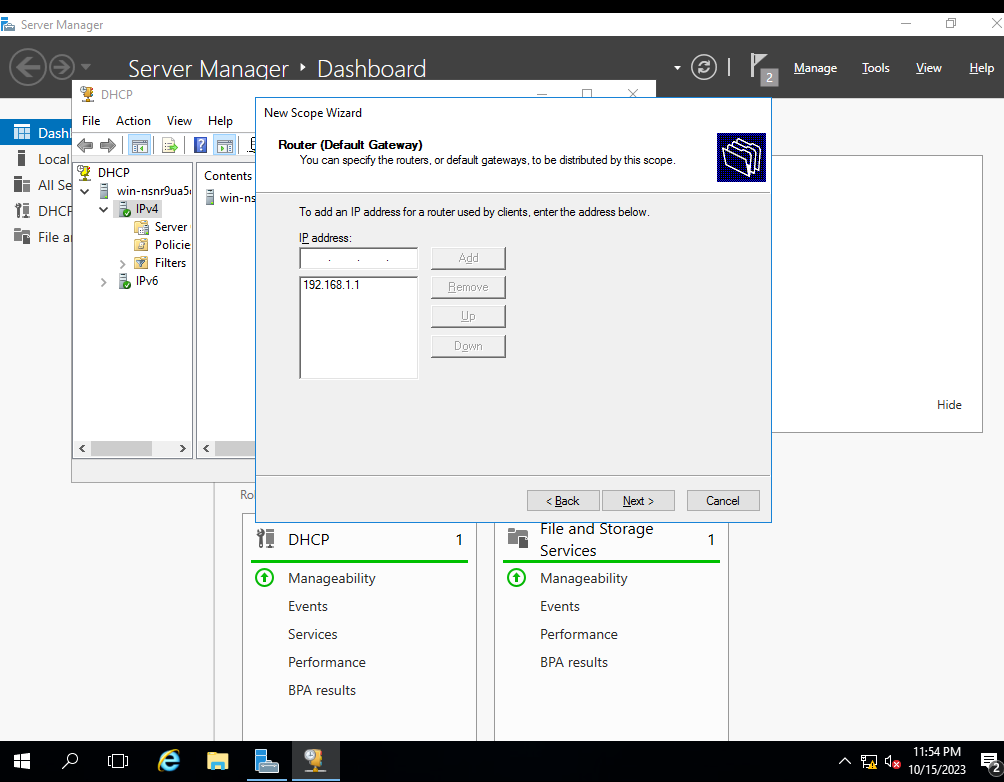 Server Manager
Server Manager ‣ Dashboard
2
Manage
Tools
View
Help
DHCP
File
Action
View
Help
DHCP
win-nsnr9ua5
IPv4
Server
Policie
Filters
IPv6
Contents
win-ns
Dashl
Local
All Se
DHCP
File a
New Scope Wizard
Router (Default Gateway)
You can specify the routers, or default gateways, to be distributed by this scope.
To add an IP address for a router used by clients, enter the address below.
IP address:
. . .
Add
192.168.1.1
Remove
Up
Down
< Back
Next >
Cancel
Hide
Ro
DHCP
1
Manageability
Events
Services
Performance
BPA results
File and Storage
Services
1
Manageability
Events
Performance
BPA results
11:54 PM
10/15/2023
2